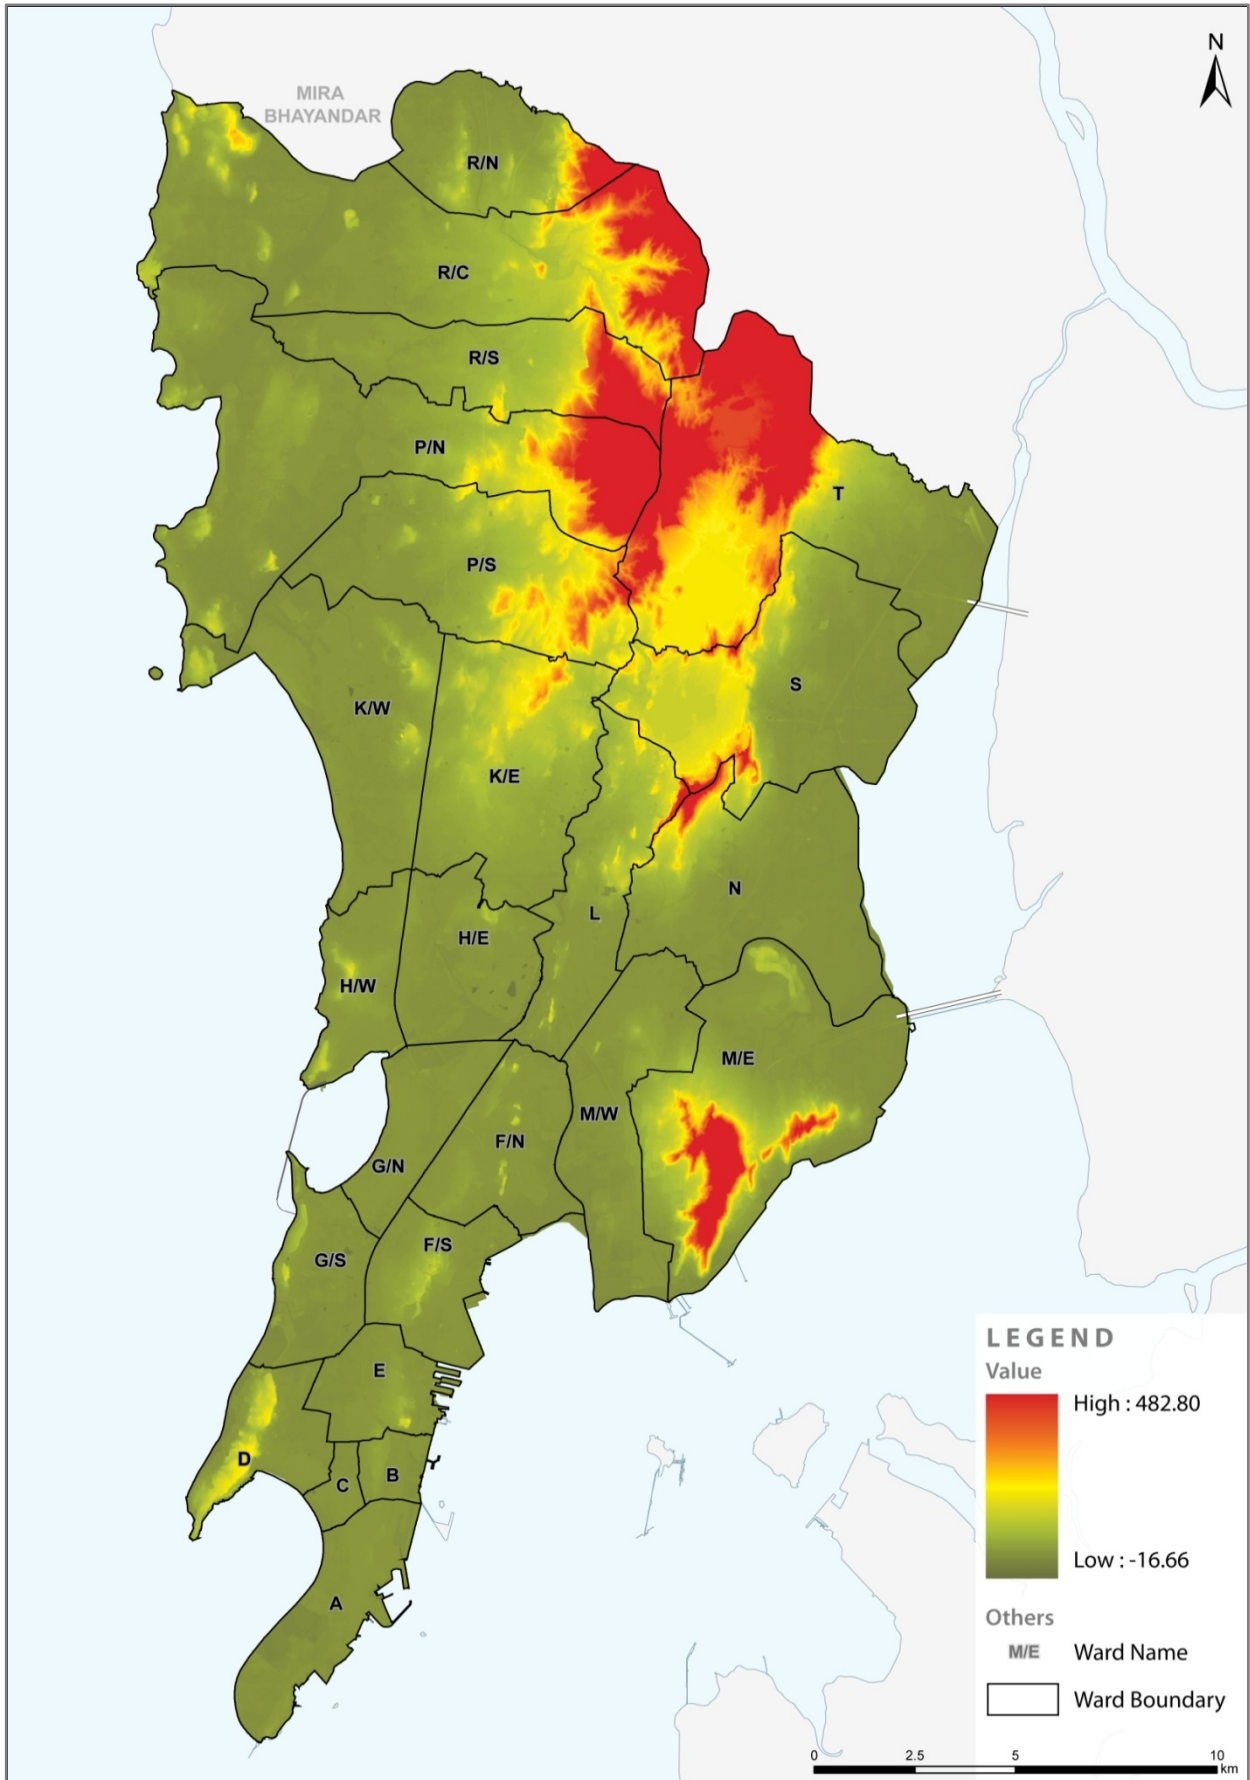 N
MIRA
BHAYANDAR
R/N
R/C
R/S
P/N
T
P/S
S
K/W
K/E
N
L
H/E
H/W
M/E
M/W
F/N
G/N
F/S
G/S
E
D
B
C
A
LEGEND
Value
High : 482.80
Low : -16.66
Others
M/E Ward Name
Ward Boundary
0 2.5 5 10
km